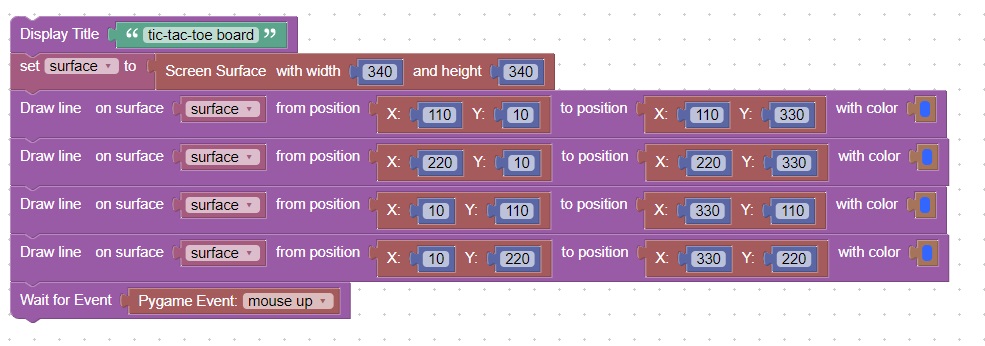 Display Title “ tic-tac-toe board ”
set surface ▾ to Screen Surface with width 340 and height 340
Draw line on surface surface ▾ from position X: 110 Y: 10 to position X: 110 Y: 330 with color
Draw line on surface surface ▾ from position X: 220 Y: 10 to position X: 220 Y: 330 with color
Draw line on surface surface ▾ from position X: 10 Y: 110 to position X: 330 Y: 110 with color
Draw line on surface surface ▾ from position X: 10 Y: 220 to position X: 330 Y: 220 with color
Wait for Event Pygame Event: mouse up ▾